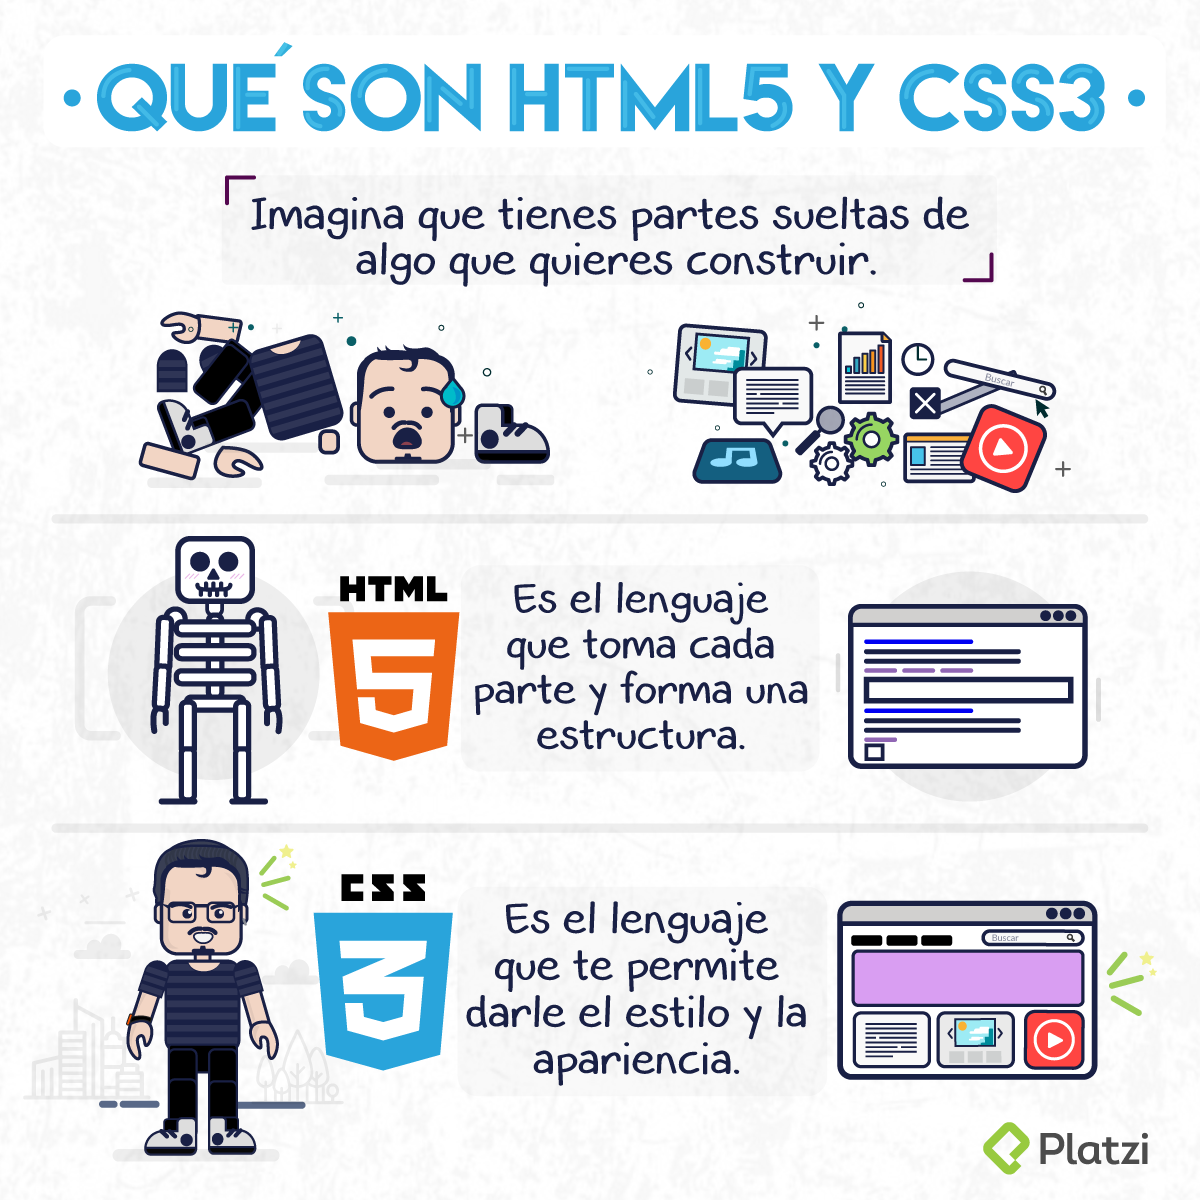 • QUÉ SON HTML5 Y CSS3 •
Imagina que tienes partes sueltas de
algo que quieres construir.
Buscar
HTML
5
Es el lenguaje
que toma cada
parte y forma una
estructura.
CSS
3
Es el lenguaje
que te permite
darle el estilo y la
apariencia.
Buscar
Platzi